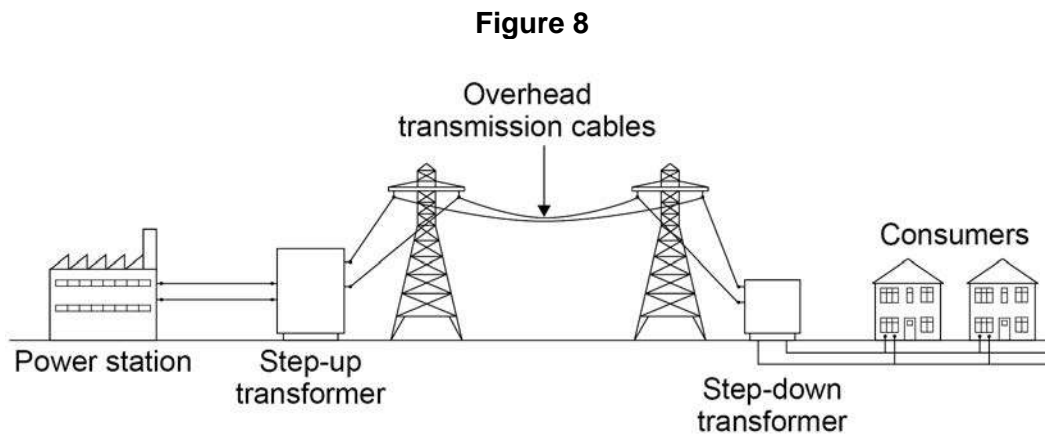 Figure 8
Overhead
transmission cables
Consumers
Power station
Step-up
transformer
Step-down
transformer